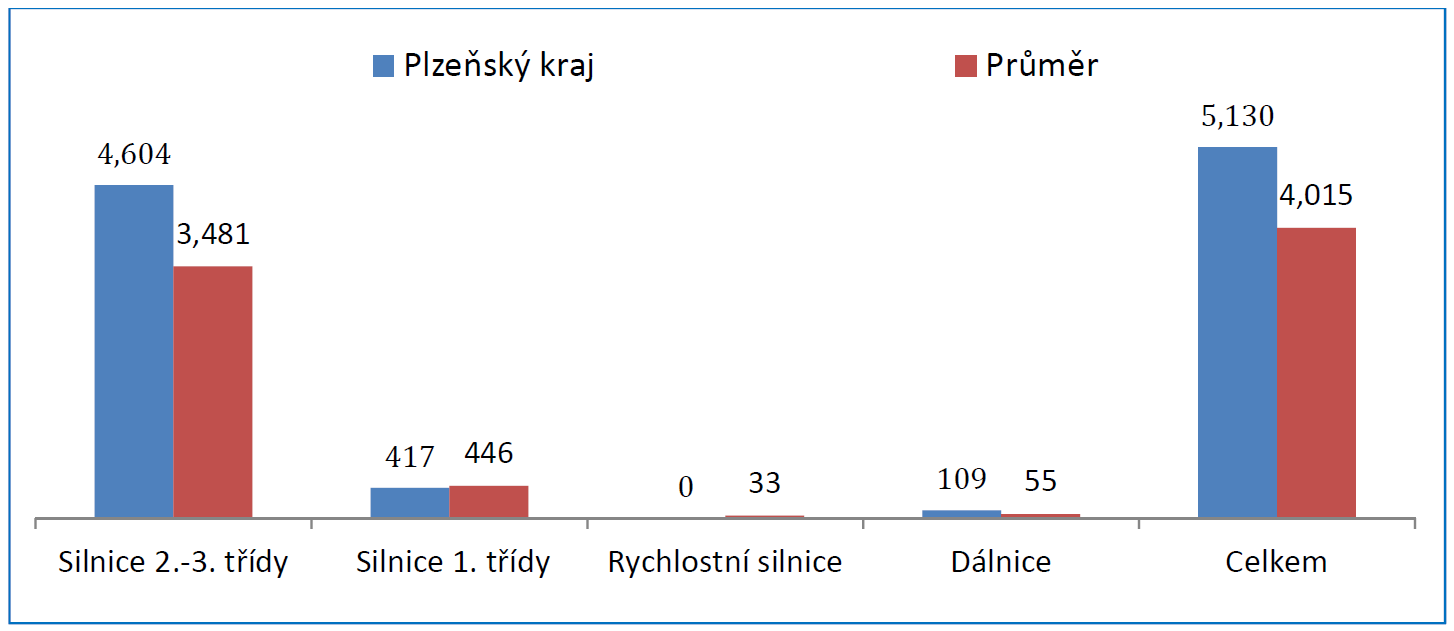 Plzeňský kraj Průměr
4,604 3,481 417 446 0 33 109 55 5,130 4,015
Silnice 2.-3. třídy Silnice 1. třídy Rychlostní silnice Dálnice Celkem